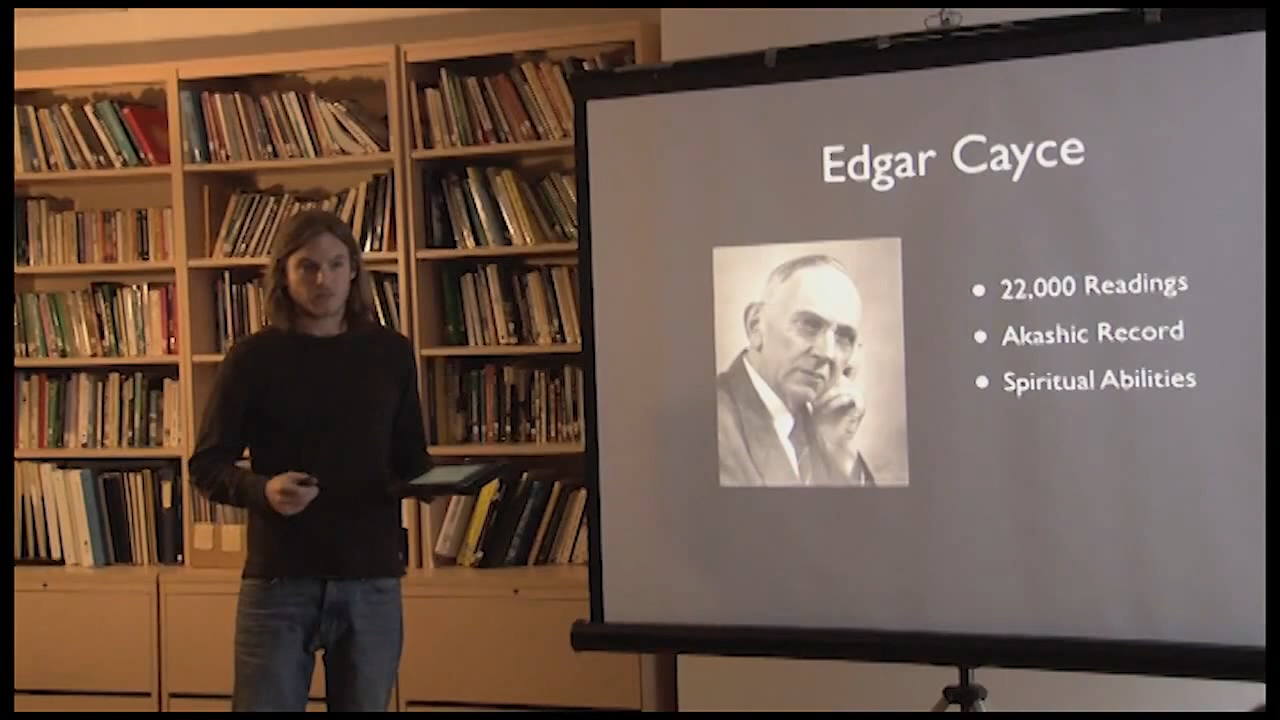 Edgar Cayce
• 22,000 Readings
• Akashic Record
• Spiritual Abilities